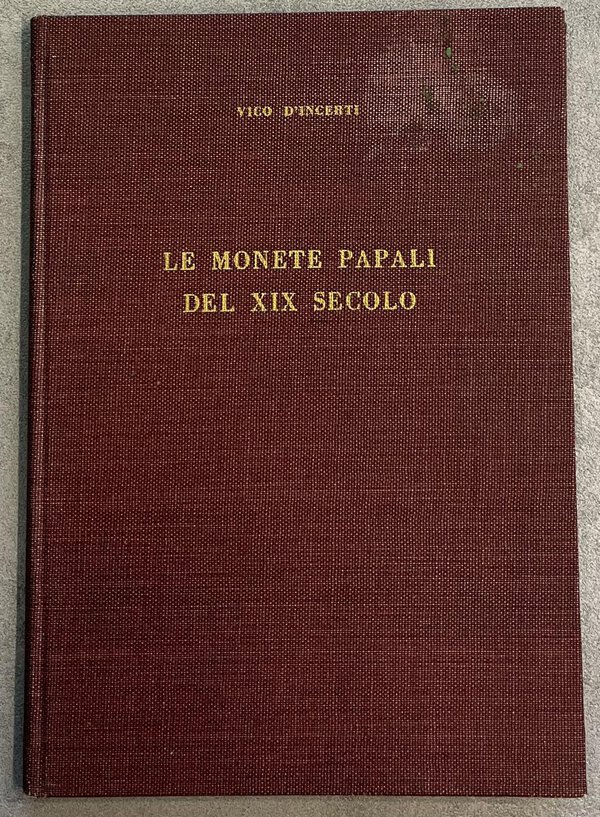 VICO D'INCERTI
LE MONETE PAPALI
DEL XIX SECOLO